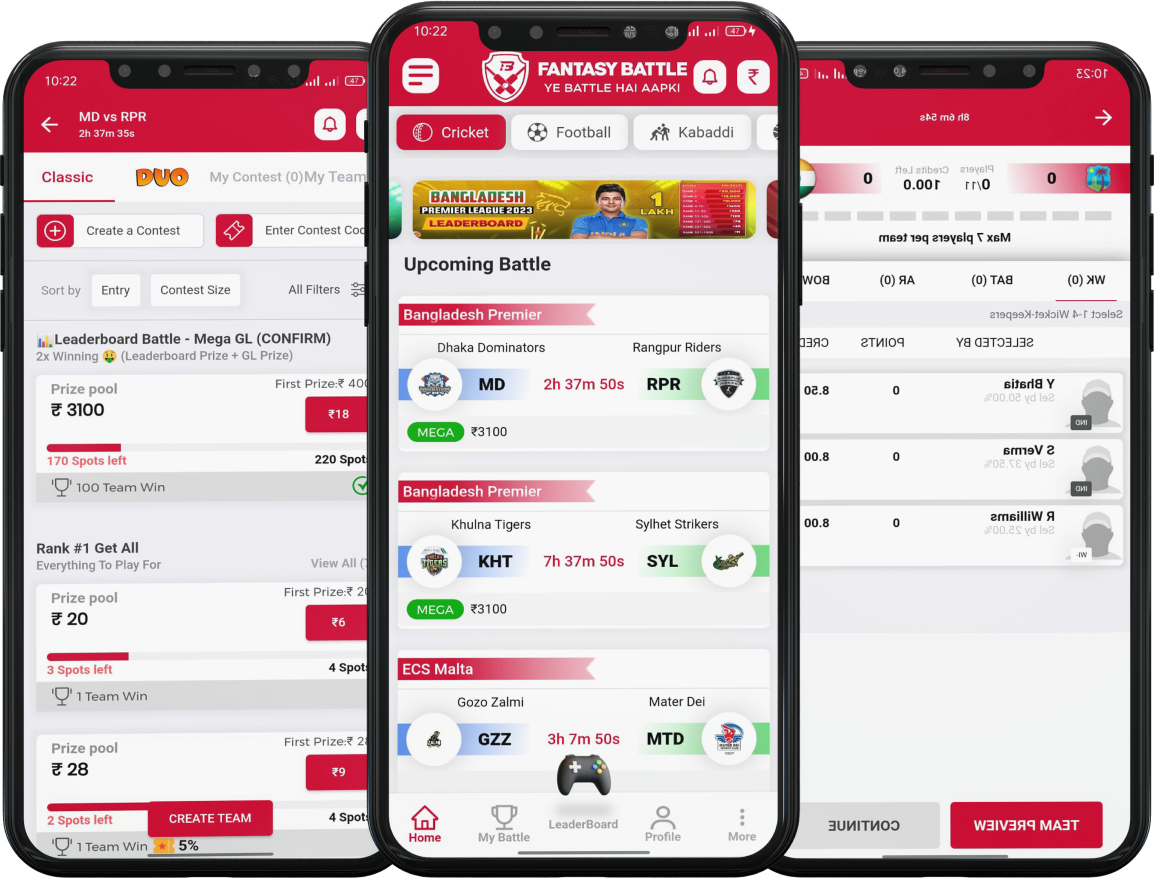 10:22
47
MD vs RPR
2h 37m 35s
Classic
DUO
My Contest (0)
My Team
Create a Contest
Enter Contest Coo
Sort by
Entry
Contest Size
All Filters
📊Leaderboard Battle - Mega GL (CONFIRM)
2x Winning 🤑 (Leaderboard Prize + GL Prize)
Prize pool
First Prize:₹ 400
₹ 3100
₹18
170 Spots left
220 Spots
100 Team Win
Rank #1 Get All
Everything To Play For
View All (
Prize pool
First Prize:₹ 20
₹ 20
₹6
3 Spots left
4 Spots
1 Team Win
Prize pool
First Prize:₹ 28
₹ 28
₹9
2 Spots left
4 Spots
CREATE TEAM
1 Team Win
5%
10:22
47
FANTASY BATTLE
YE BATTLE HAI AAPKI
₹
Cricket
Football
Kabaddi
BANGLADESH
PREMIER LEAGUE 2023
LEADERBOARD
INDIA
1
LAKH
Upcoming Battle
Bangladesh Premier
Dhaka Dominators
Rangpur Riders
MD
2h 37m 50s
RPR
MEGA
₹3100
Bangladesh Premier
Khulna Tigers
Sylhet Strikers
KHT
7h 37m 50s
SYL
MEGA
₹3100
ECS Malta
Gozo Zalmi
Mater Dei
GZZ
3h 7m 50s
MTD
Home
My Battle
LeaderBoard
Profile
More
10:23
8h 6m 54s
0
Players
0/11
Credits Left
100.0
0
Max 7 players per team
WK (0)
BAT (0)
AR (0)
BOW
Select 1-4 Wicket-Keepers
SELECTED BY
POINTS
CRED
Y Bhatia
Sel by 50.00%
0
8.50
IND
S Verma
Sel by 37.50%
0
8.00
IND
R Williams
Sel by 25.00%
0
8.00
WI-
TEAM PREVIEW
CONTINUE